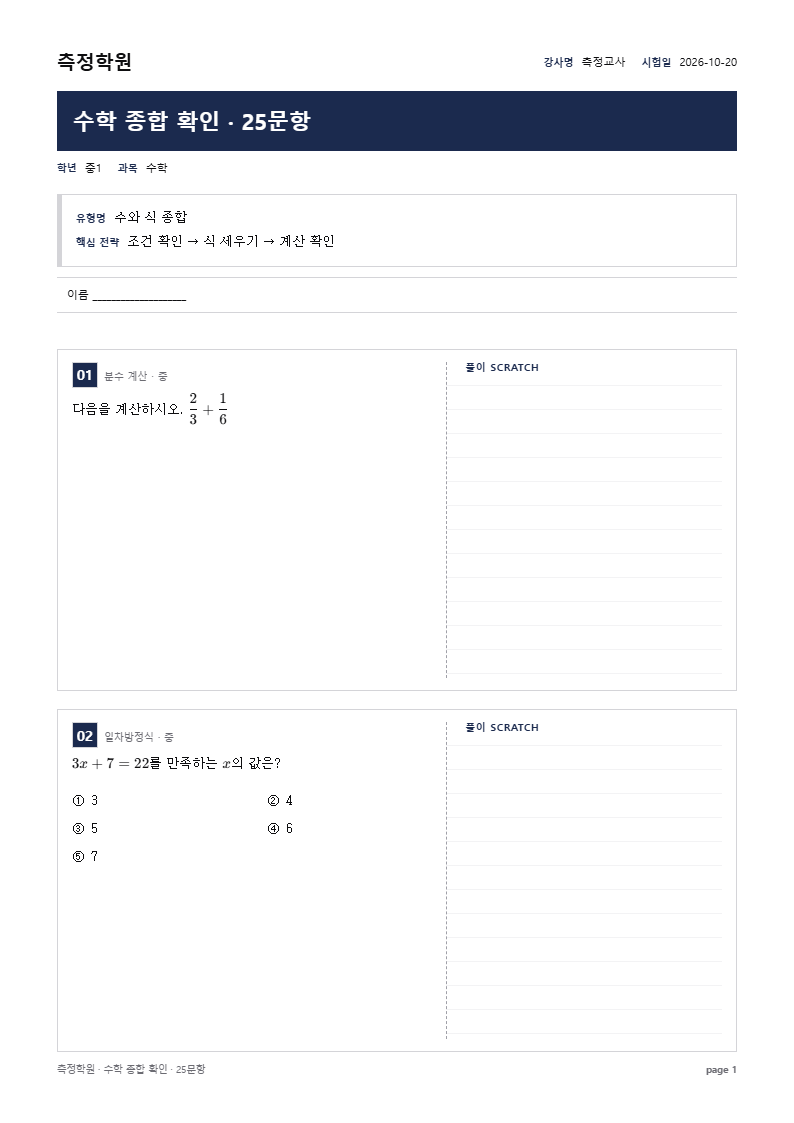 측정학원
강사명 측정교사 시험일 2026-10-20
수학 종합 확인 · 25문항
학년 중1 과목 수학
유형명 수와 식 종합
핵심 전략 조건 확인 → 식 세우기 → 계산 확인
이름 ___________________
01 분수 계산 · 중
다음을 계산하시오. 2/3 + 1/6
풀이 SCRATCH
02 일차방정식 · 중
3x + 7 = 22를 만족하는 x의 값은?
① 3 ② 4
③ 5 ④ 6
⑤ 7
풀이 SCRATCH
측정학원 · 수학 종합 확인 · 25문항 page 1